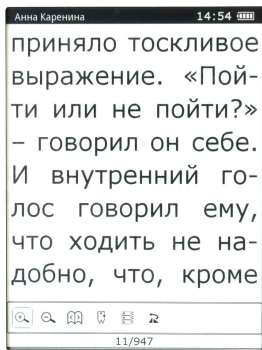 Анна Каренина 14:54
приняло тоскливое
выражение. «Пой-
ти или не пойти?»
– говорил он себе.
И внутренний го-
лос говорил ему,
что ходить не на-
добно, что, кроме
11/947